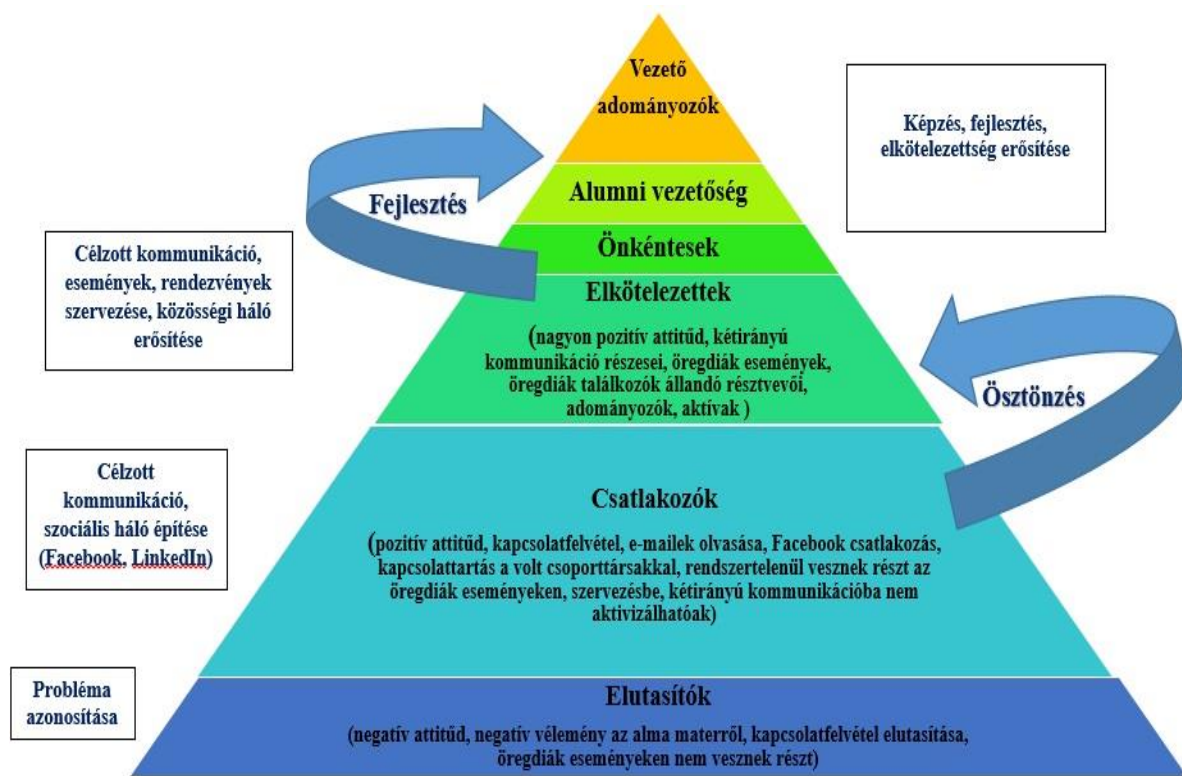 Vezető
adományozók
Képzés, fejlesztés,
elkötelezettség erősítése
Alumni vezetőség
Fejlesztés
Önkéntesek
Célzott kommunikáció,
események, rendezvények
szervezése, közösségi háló
erősítése
Elkötelezettek
(nagyon pozitív attitűd, kétirányú
kommunikáció részesei, öregdiák események,
öregdiák találkozók állandó résztvevői,
adományozók, aktívak )
Ösztönzés
Célzott
kommunikáció,
szociális háló építése
(Facebook, LinkedIn)
Csatlakozók
(pozitív attitűd, kapcsolatfelvétel, e-mailek olvasása, Facebook csatlakozás,
kapcsolattartás a volt csoporttársakkal, rendszertelenül vesznek részt az
öregdiák eseményeken, szervezésbe, kétirányú kommunikációba nem
aktivizálhatóak)
Probléma
azonosítása
Elutasítók
(negatív attitűd, negatív vélemény az alma materről, kapcsolatfelvétel elutasítása,
öregdiák eseményeken nem vesznek részt)